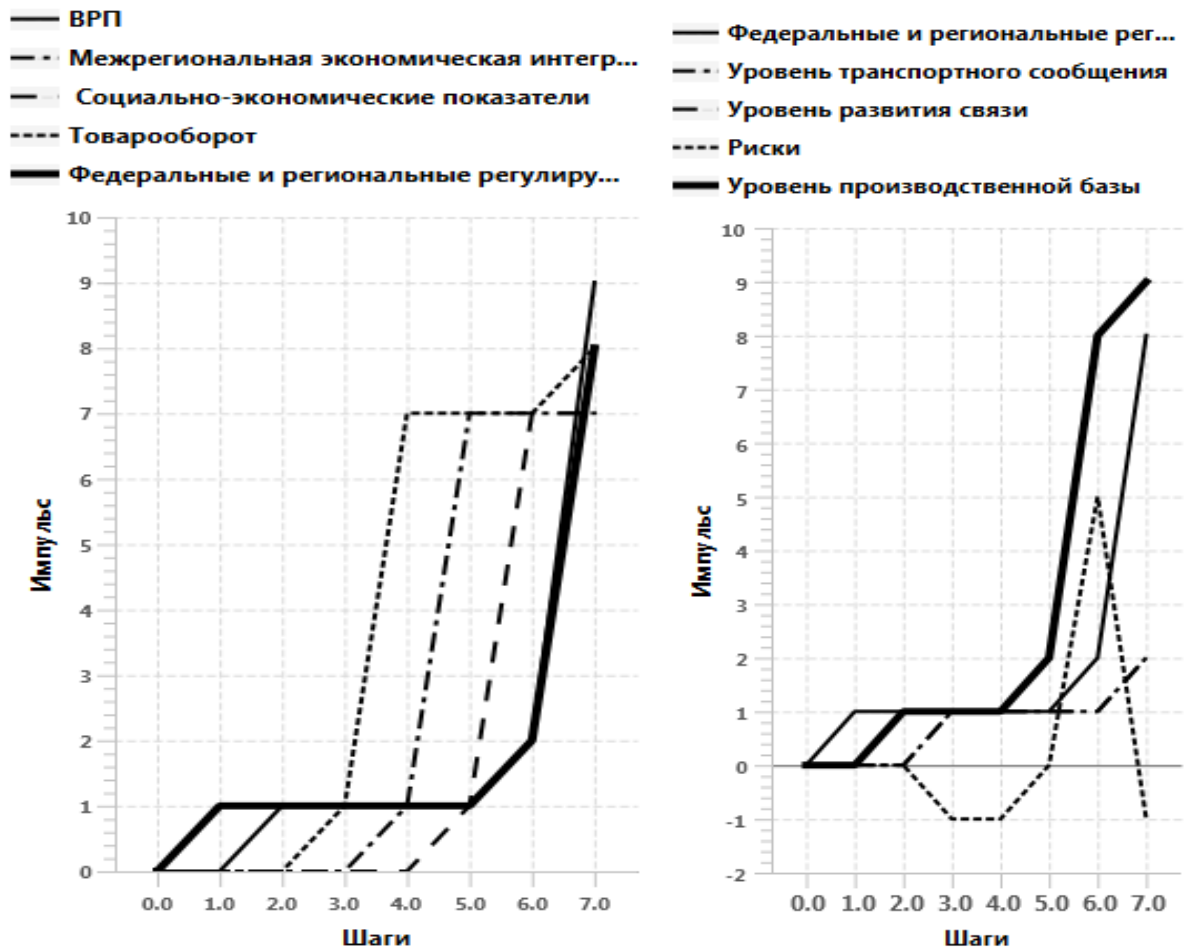 ВРП
Межрегиональная экономическая интегр...
Социально-экономические показатели
Товарооборот
Федеральные и региональные регулиру...
10
9
8
7
6
5
4
3
2
1
0
Импульс
0.0 1.0 2.0 3.0 4.0 5.0 6.0 7.0
Шаги
Федеральные и региональные рег...
Уровень транспортного сообщения
Уровень развития связи
Риски
Уровень производственной базы
10
9
8
7
6
5
4
3
2
1
0
-1
-2
Импульс
0.0 1.0 2.0 3.0 4.0 5.0 6.0 7.0
Шаги